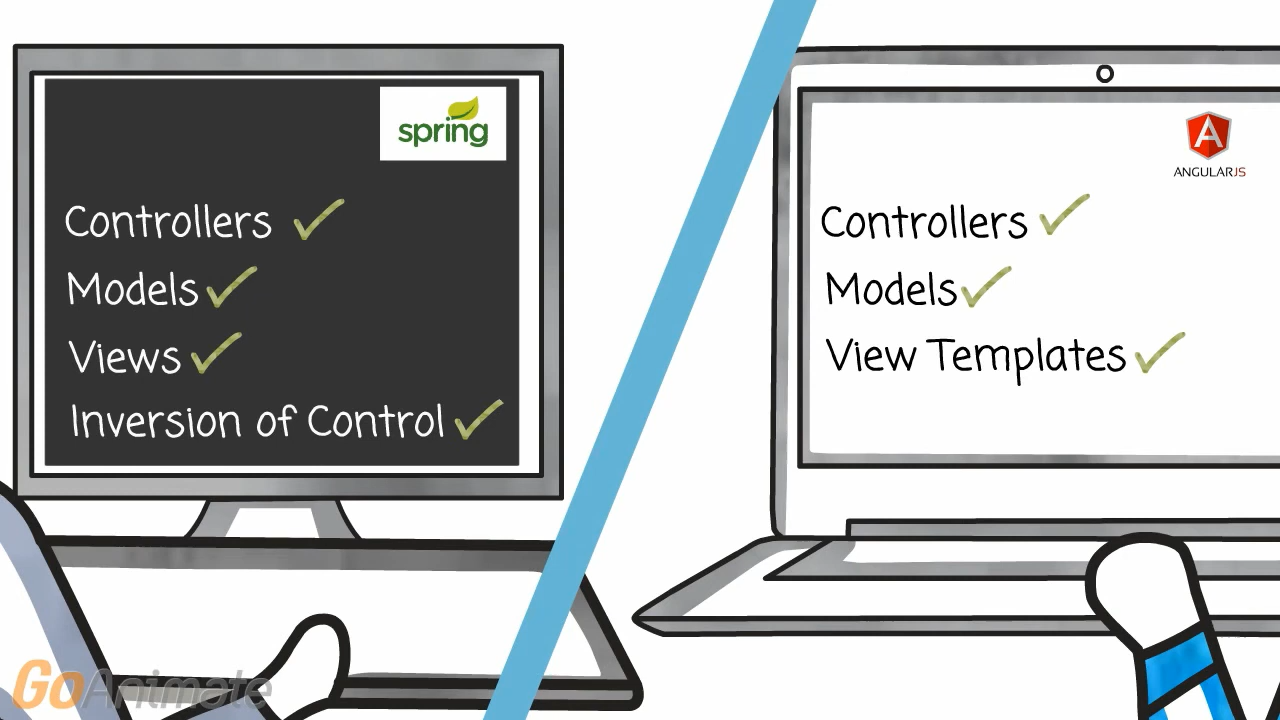 spring
Controllers
Models
Views
Inversion of Control
ANGULARJS
Controllers
Models
View Templates
GoAnimate